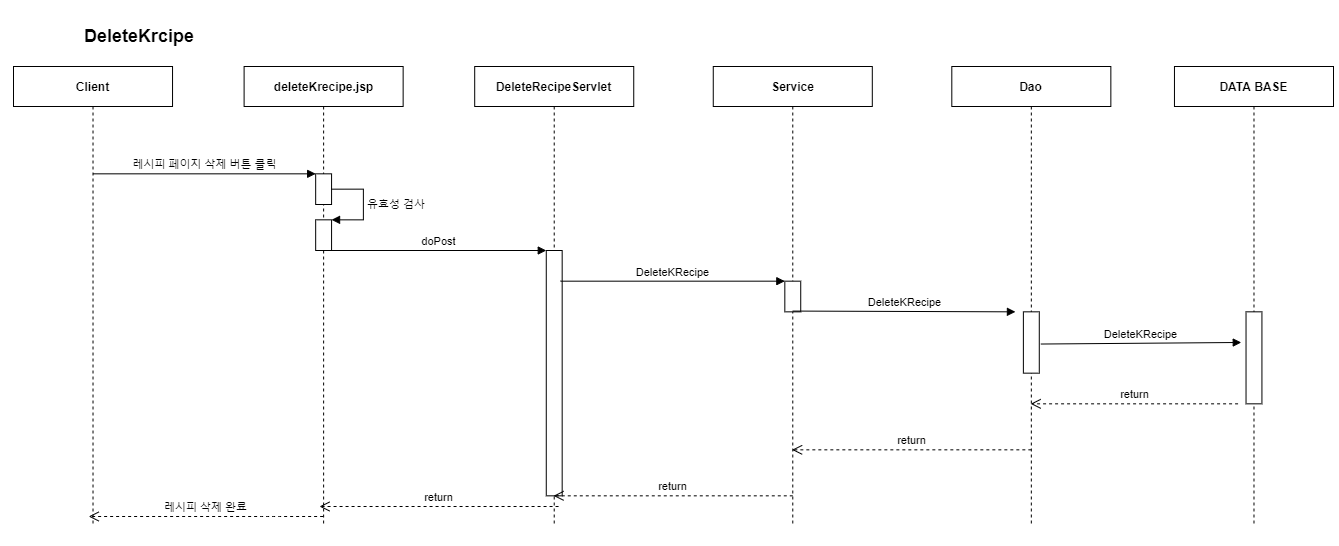 DeleteKrcipe
Client
deleteKrecipe.jsp
DeleteRecipeServlet
Service
Dao
DATA BASE
레시피 페이지 삭제 버튼 클릭
유효성 검사
doPost
DeleteKRecipe
DeleteKRecipe
DeleteKRecipe
return
return
return
return
레시피 삭제 완료